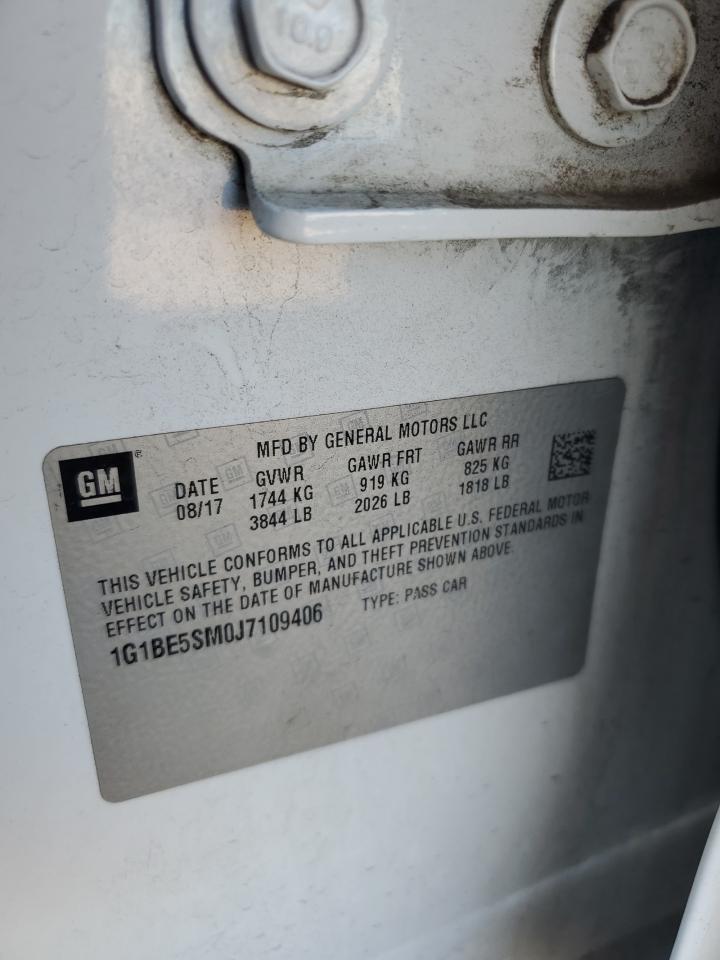 10.9
GM
®
MFD BY GENERAL MOTORS LLC
DATE GVWR GAWR FRT GAWR RR
08/17 1744 KG 919 KG 825 KG
3844 LB 2026 LB 1818 LB
THIS VEHICLE CONFORMS TO ALL APPLICABLE U.S. FEDERAL MOTOR
VEHICLE SAFETY, BUMPER, AND THEFT PREVENTION STANDARDS IN
EFFECT ON THE DATE OF MANUFACTURE SHOWN ABOVE.
1G1BE5SM0J7109406 TYPE: PASS CAR